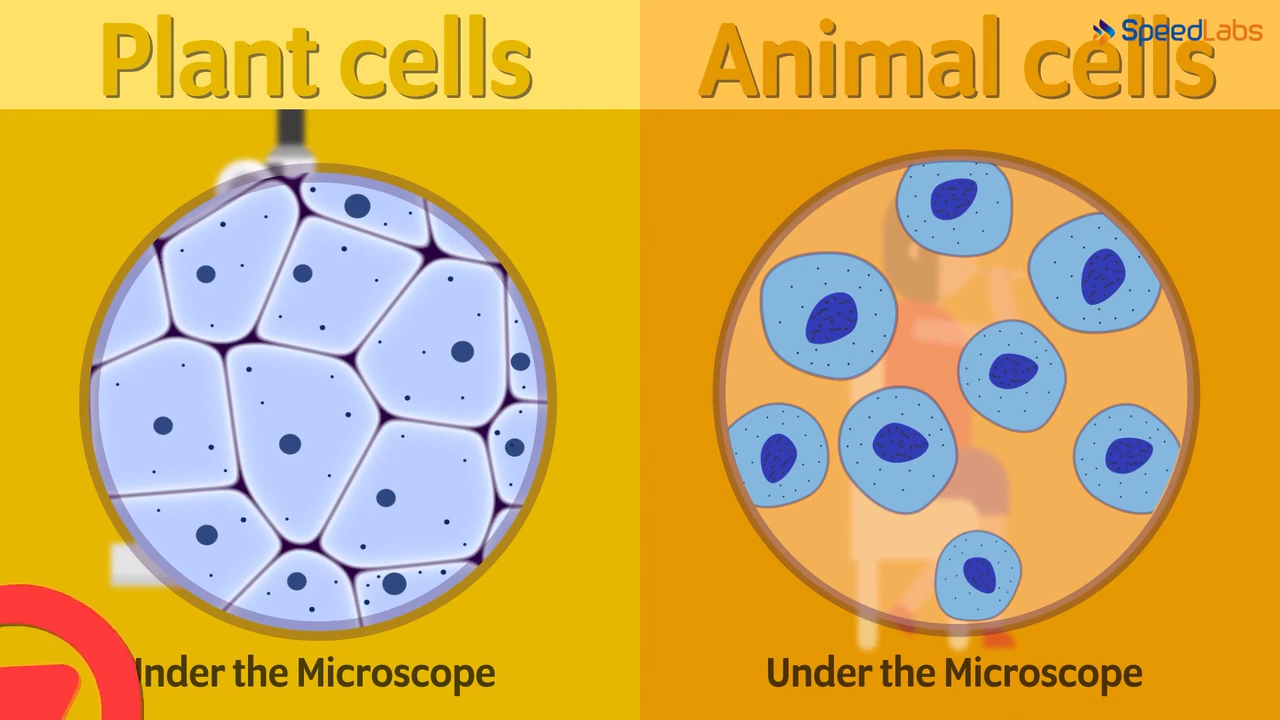 Plant cells
Animal cells
SpeedLabs
Under the Microscope
Under the Microscope